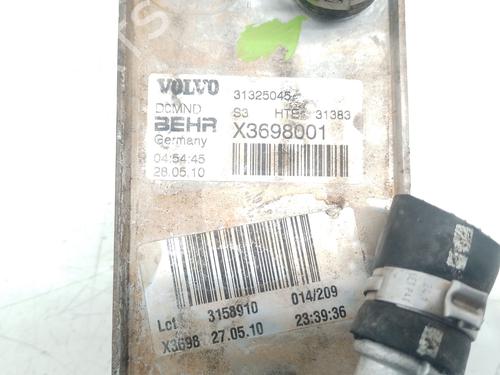 VOLVO 31325045
DCMND S3 HTE 31383
BEHR X3698001
Germany
04:54:45
28.05.10
Lot 3158910 014/209
X3698 27.05.10 23:39:36